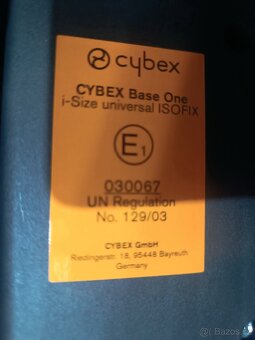 cybex
CYBEX Base One
i-Size universal ISOFIX
E1
030067
UN Regulation
No. 129/03
CYBEX GmbH
Riedingerstr. 18, 95448 Bayreuth
Germany